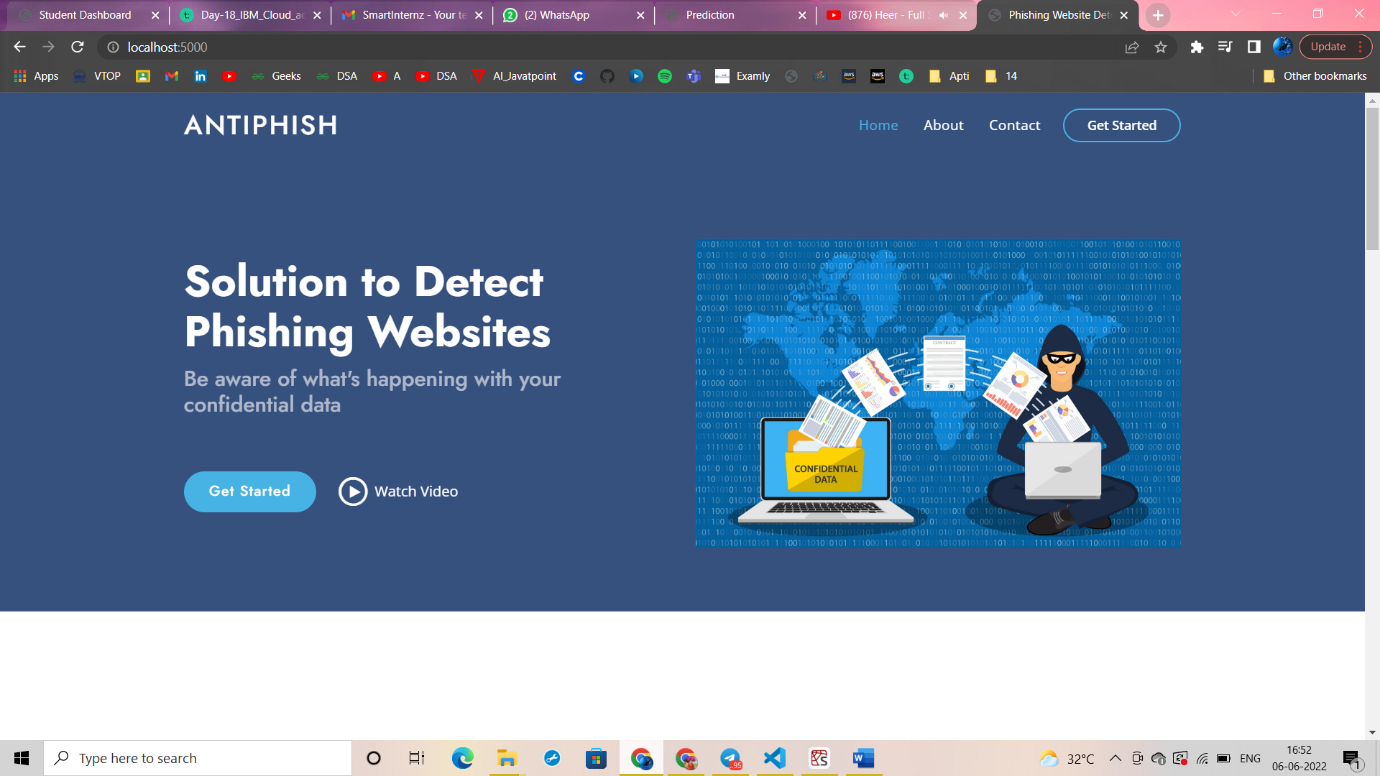 Student Dashboard
Day-18_IBM_Cloud_ac
SmartInternz - Your te
(2) WhatsApp
Prediction
(876) Heer - Full S
Phishing Website Det
localhost:5000
Update
Apps
VTOP
Geeks
DSA
A
DSA
AI_Javatpoint
Examly
Apti
14
Other bookmarks
ANTIPHISH
Home
About
Contact
Get Started
Solution to Detect
Phishing Websites
Be aware of what's happening with your
confidential data
CONTRACT
CONFIDENTIAL
DATA
Get Started
Watch Video
Type here to search
32°C
ENG
16:52
06-06-2022